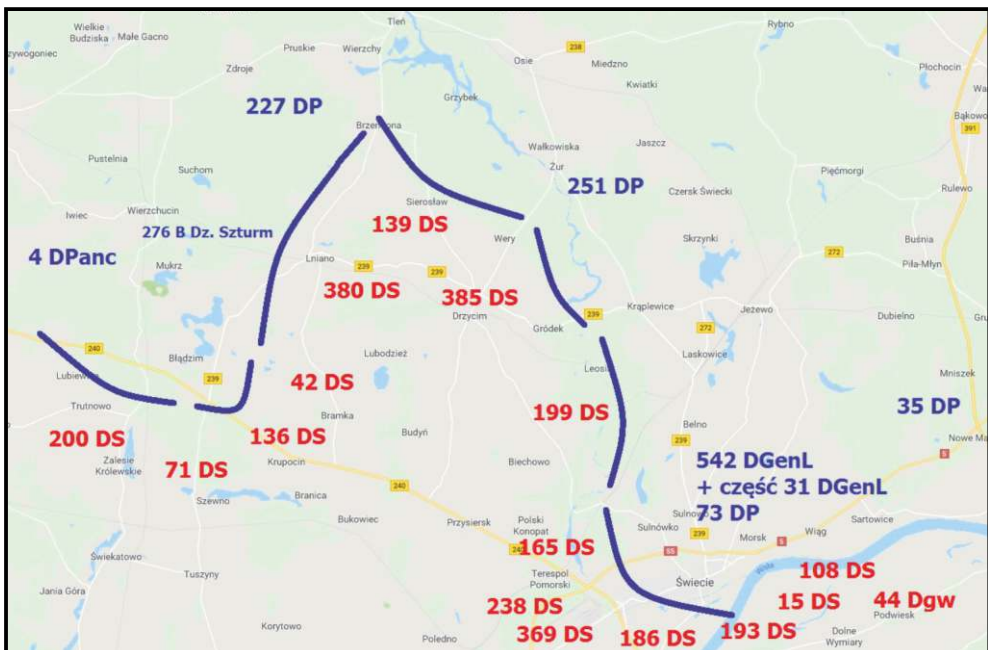 Tleń
Wielkie
Budziska
Małe Gacno
Rybno
Pruskie
Wierzchy
238
zywogoniec
Osie
Miedzno
Płochocin
Zdroje
Kwiatki
Grzybek
227 DP
Bąkowo
391
Brzemiona
Wałkowiska
Jaszcz
Pustelnia
Suchom
Żur
Pięćmorgi
251 DP
Rulewo
Czersk Świecki
Sierosław
Iwiec
Wierzchucin
139 DS
276 B Dz. Szturm
Wery
Skrzynki
Buśnia
272
4 DPanc
Mukrz
Lniano
239
Piła-Młyn
239
380 DS
385 DS
Krąplewice
Jeżewo
Drzycim
239
Dubielno
Gródek
272
240
Błądzim
Lubodzież
Laskowice
Leosia
Lubiewo
239
42 DS
Mniszek
Trutnowo
35 DP
199 DS
Bramka
Belno
200 DS
136 DS
Budyń
239
Nowe Ma
Zalesie
Królewskie
71 DS
Krupocin
Biechowo
542 DGenL
+ część 31 DGenL
73 DP
5
240
Szewno
Branica
Sulnowo
Bukowiec
Przysiersk
Polski
Konopat
Sulnówko
239
Morsk
5
Wiąg
Sartowice
165 DS
S5
Świekatowo
Terespol
Pomorski
Wisła
108 DS
Tuszyny
Świecie
Jania Góra
238 DS
15 DS
44 Dgw
Podwiesk
Korytowo
Poledno
369 DS
186 DS
193 DS
Dolne
Wymiary